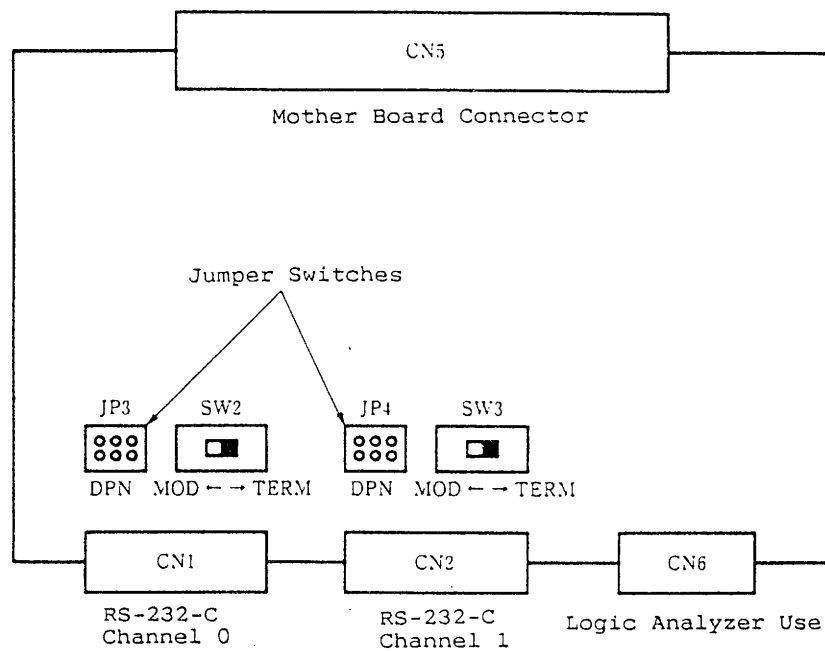 CN5
Mother Board Connector
Jumper Switches
JP3 SW2 JP4 SW3
DPN MOD ← → TERM DPN MOD ← → TERM
CN1 CN2 CN6
RS-232-C
Channel 0
RS-232-C
Channel 1
Logic Analyzer Use